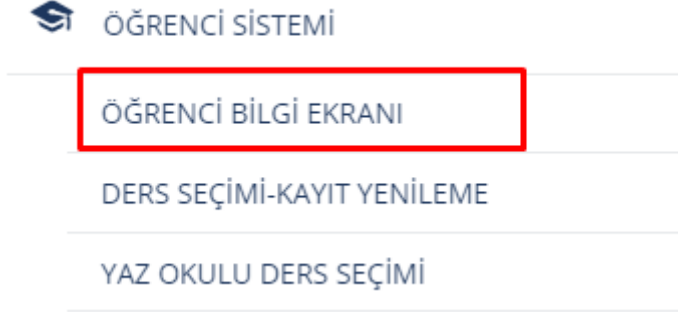 ÖĞRENCİ SİSTEMİ
ÖĞRENCİ BİLGİ EKRANI
DERS SEÇİMİ-KAYIT YENİLEME
YAZ OKULU DERS SEÇİMİ